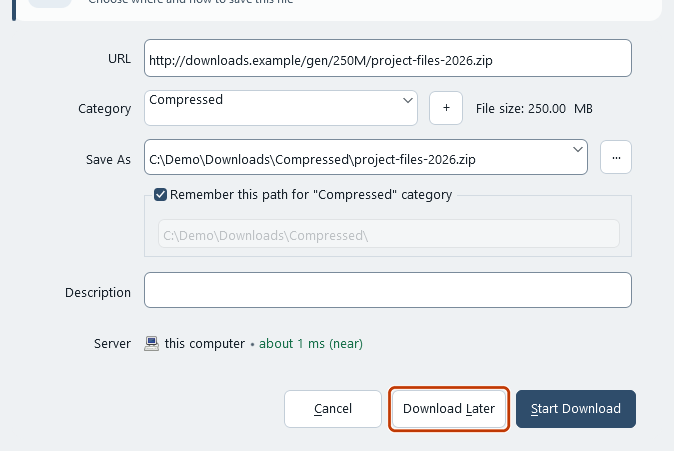 Choose where and how to save this file
URL http://downloads.example/gen/250M/project-files-2026.zip
Category Compressed + File size: 250.00 MB
Save As C:\Demo\Downloads\Compressed\project-files-2026.zip ...
Remember this path for "Compressed" category
C:\Demo\Downloads\Compressed\
Description
Server this computer • about 1 ms (near)
Cancel Download Later Start Download